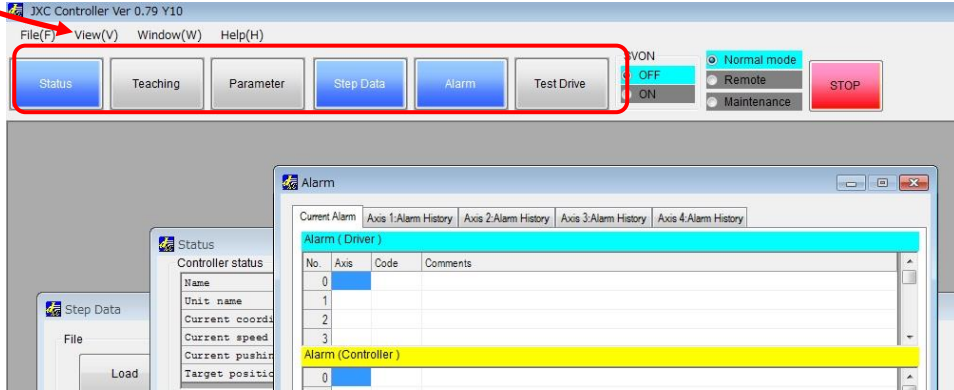 JXC Controller Ver 0.79 Y10
File(F) View(V) Window(W) Help(H)
Status Teaching Parameter Step Data Alarm Test Drive
SVON
OFF
ON
Normal mode
Remote
Maintenance
STOP
Alarm
Current Alarm Axis 1:Alarm History Axis 2:Alarm History Axis 3:Alarm History Axis 4:Alarm History
Alarm ( Driver )
No. Axis Code Comments
0
1
2
3
Alarm (Controller )
0
Status
Controller status
Name
Unit name
Current coordi
Current speed
Current pushin
Target positic
Step Data
File
Load